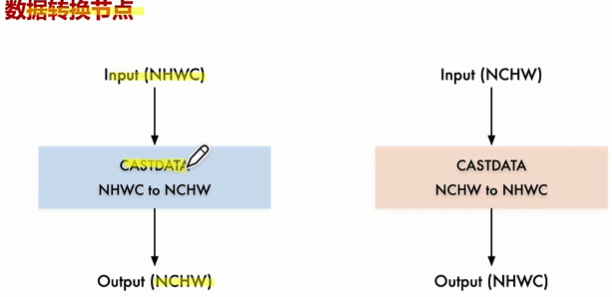 数据转换节点
Input (NHWC)
CASTDATA
NHWC to NCHW
Output (NCHW)
Input (NCHW)
CASTDATA
NCHW to NHWC
Output (NHWC)